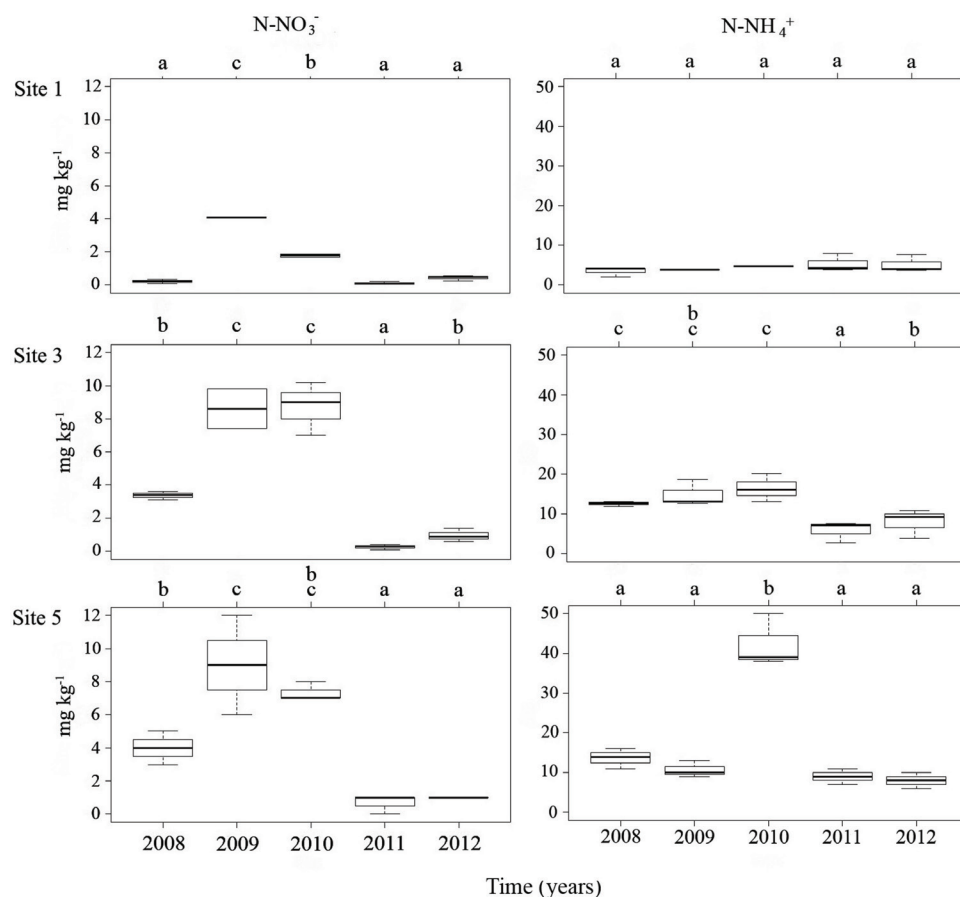 N-NO₃⁻ N-NH₄⁺
a c b a a a a a a a
Site 1
12 10 8 6 4 2 0
mg kg⁻¹
50 40 30 20 10 0
b c c a b c b c c a b
Site 3
12 10 8 6 4 2 0
mg kg⁻¹
50 40 30 20 10 0
b c b c a a a a b a a
Site 5
12 10 8 6 4 2 0
mg kg⁻¹
50 40 30 20 10 0
2008 2009 2010 2011 2012 2008 2009 2010 2011 2012
Time (years)